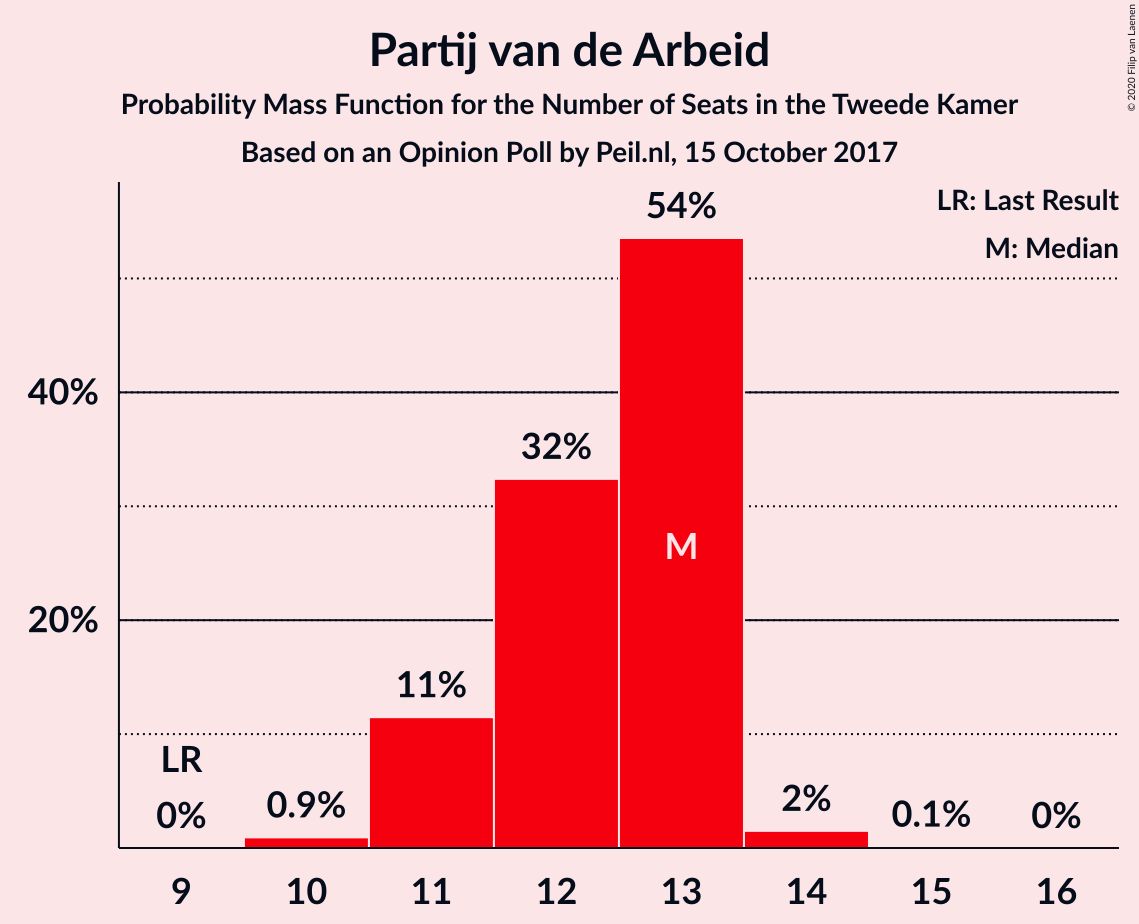 Partij van de Arbeid
Probability Mass Function for the Number of Seats in the Tweede Kamer
Based on an Opinion Poll by Peil.nl, 15 October 2017
© 2020 Filip van Laenen
LR: Last Result
M: Median
54%
40%
32%
M
20%
11%
LR
0%
0.9%
2%
0.1%
0%
9 10 11 12 13 14 15 16